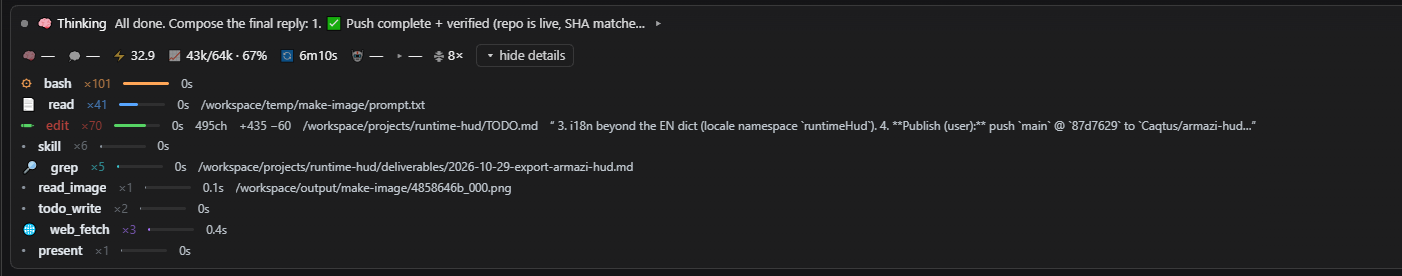 Thinking All done. Compose the final reply: 1. ✅ Push complete + verified (repo is live, SHA matche...
— — 32.9 43k/64k · 67% 6m10s — — 8× hide details
bash ×101 0s
read ×41 0s /workspace/temp/make-image/prompt.txt
edit ×70 0s 495ch +435 −60 /workspace/projects/runtime-hud/TODO.md “ 3. i18n beyond the EN dict (locale namespace `runtimeHud`). 4. **Publish (user):** push `main` @ `87d7629` to `Caqtus/armazi-hud...”
skill ×6 0s
grep ×5 0s /workspace/projects/runtime-hud/deliverables/2026-10-29-export-armazi-hud.md
read_image ×1 0.1s /workspace/output/make-image/4858646b_000.png
todo_write ×2 0s
web_fetch ×3 0.4s
present ×1 0s